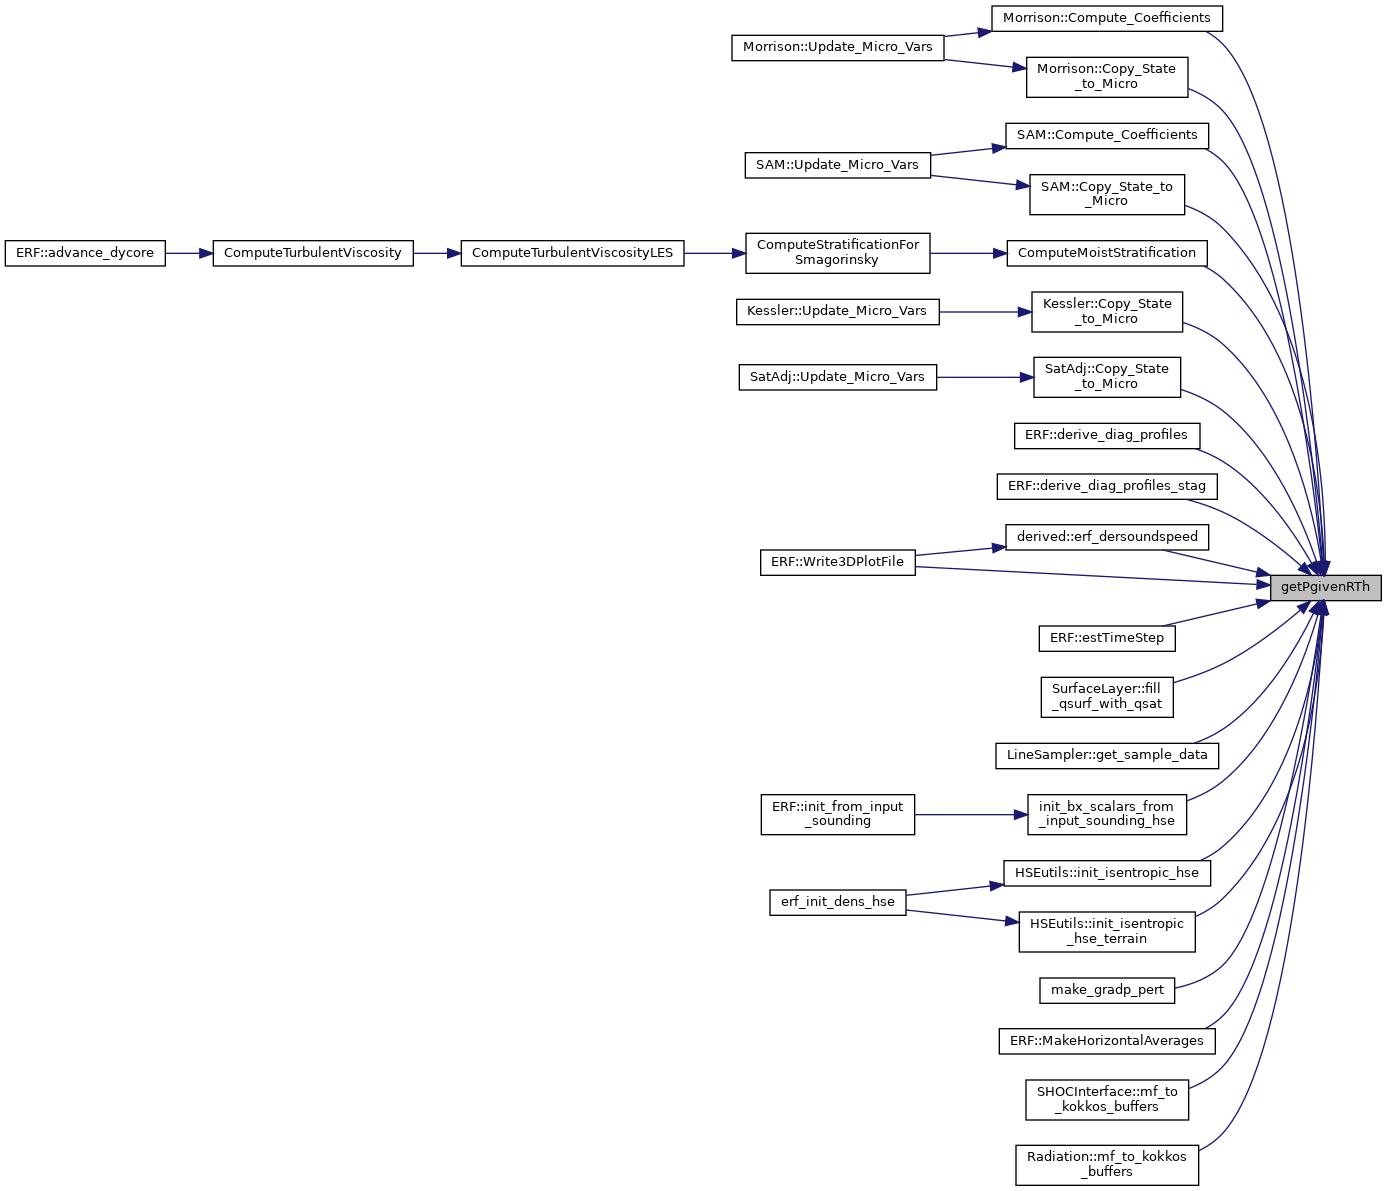 Morrison::Compute_Coefficients
Morrison::Update_Micro_Vars
Morrison::Copy_State
_to_Micro
SAM::Compute_Coefficients
SAM::Update_Micro_Vars
SAM::Copy_State_to
_Micro
ERF::advance_dycore
ComputeTurbulentViscosity
ComputeTurbulentViscosityLES
ComputeStratificationFor
Smagorinsky
ComputeMoistStratification
Kessler::Update_Micro_Vars
Kessler::Copy_State
_to_Micro
SatAdj::Update_Micro_Vars
SatAdj::Copy_State
_to_Micro
ERF::derive_diag_profiles
ERF::derive_diag_profiles_stag
derived::erf_dersoundspeed
ERF::Write3DPlotFile
getPgivenRTh
ERF::estTimeStep
SurfaceLayer::fill
_qsurf_with_qsat
LineSampler::get_sample_data
ERF::init_from_input
_sounding
init_bx_scalars_from
_input_sounding_hse
HSEutils::init_isentropic_hse
erf_init_dens_hse
HSEutils::init_isentropic
_hse_terrain
make_gradp_pert
ERF::MakeHorizontalAverages
SHOCInterface::mf_to
_kokkos_buffers
Radiation::mf_to_kokkos
_buffers